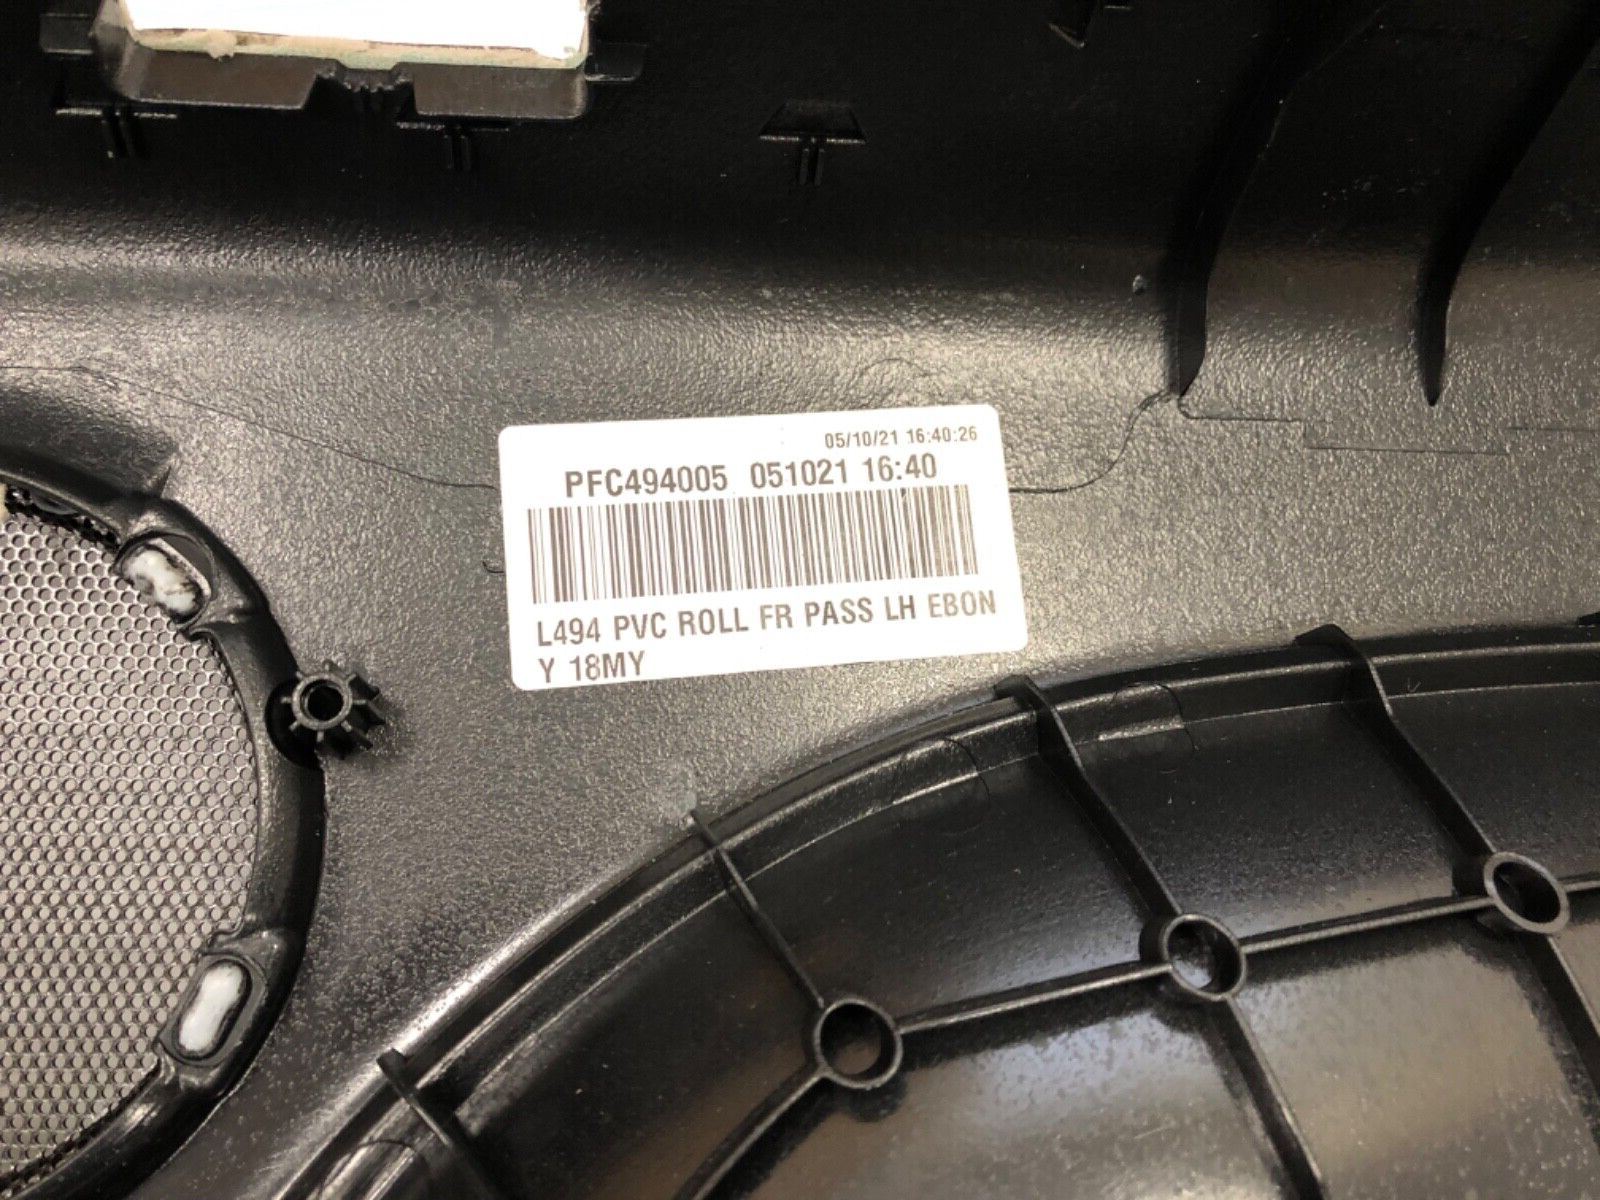 05/10/21 16:40:26
PFC494005 051021 16:40
L494 PVC ROLL FR PASS LH EBON
Y 18MY